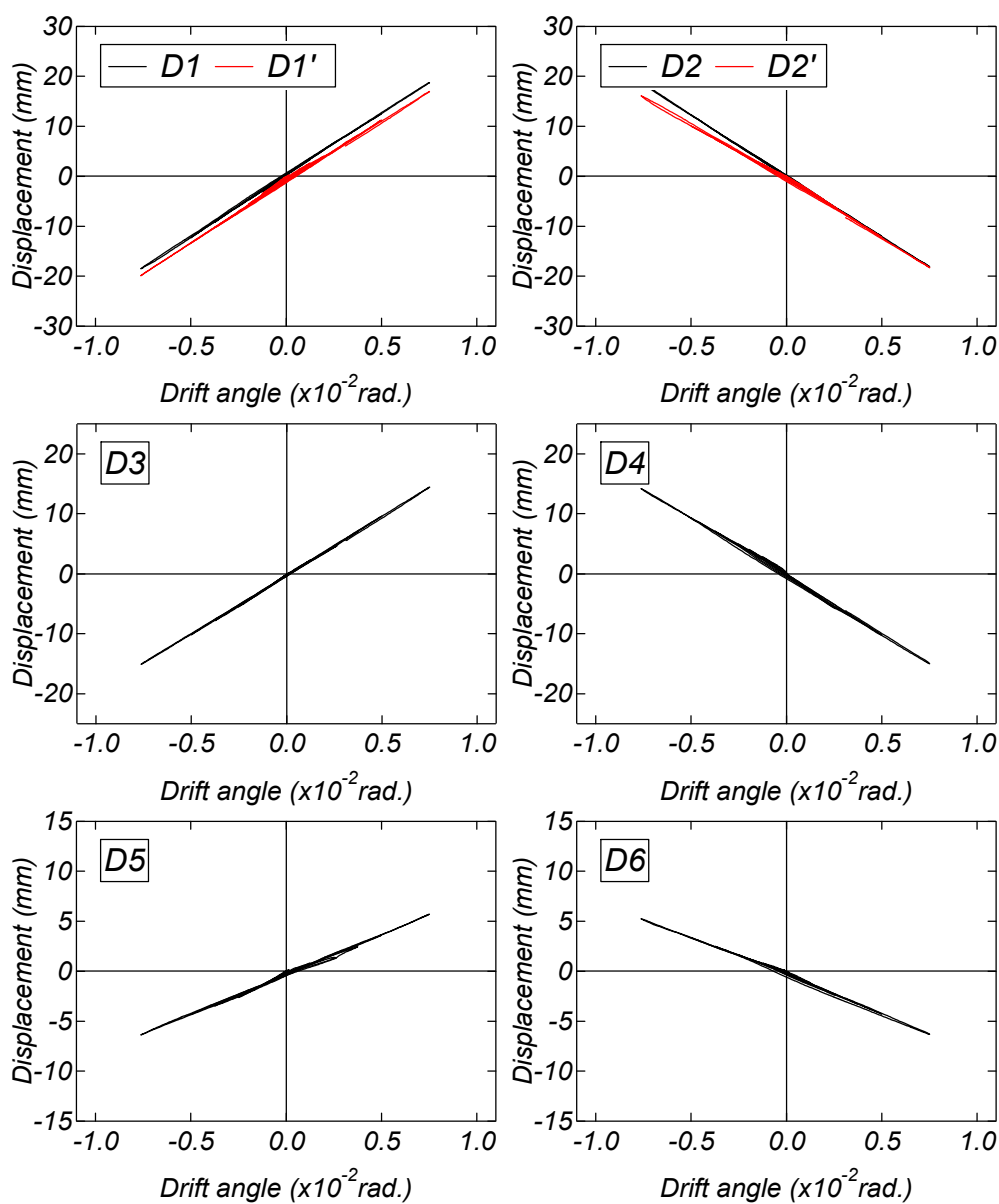 D1 D1'
Displacement (mm)
30
20
10
0
-10
-20
-30
-1.0 -0.5 0.0 0.5 1.0
Drift angle (x10⁻²rad.)
D2 D2'
Displacement (mm)
30
20
10
0
-10
-20
-30
-1.0 -0.5 0.0 0.5 1.0
Drift angle (x10⁻²rad.)
D3
Displacement (mm)
20
10
0
-10
-20
-1.0 -0.5 0.0 0.5 1.0
Drift angle (x10⁻²rad.)
D4
Displacement (mm)
20
10
0
-10
-20
-1.0 -0.5 0.0 0.5 1.0
Drift angle (x10⁻²rad.)
D5
Displacement (mm)
15
10
5
0
-5
-10
-15
-1.0 -0.5 0.0 0.5 1.0
Drift angle (x10⁻²rad.)
D6
Displacement (mm)
15
10
5
0
-5
-10
-15
-1.0 -0.5 0.0 0.5 1.0
Drift angle (x10⁻²rad.)